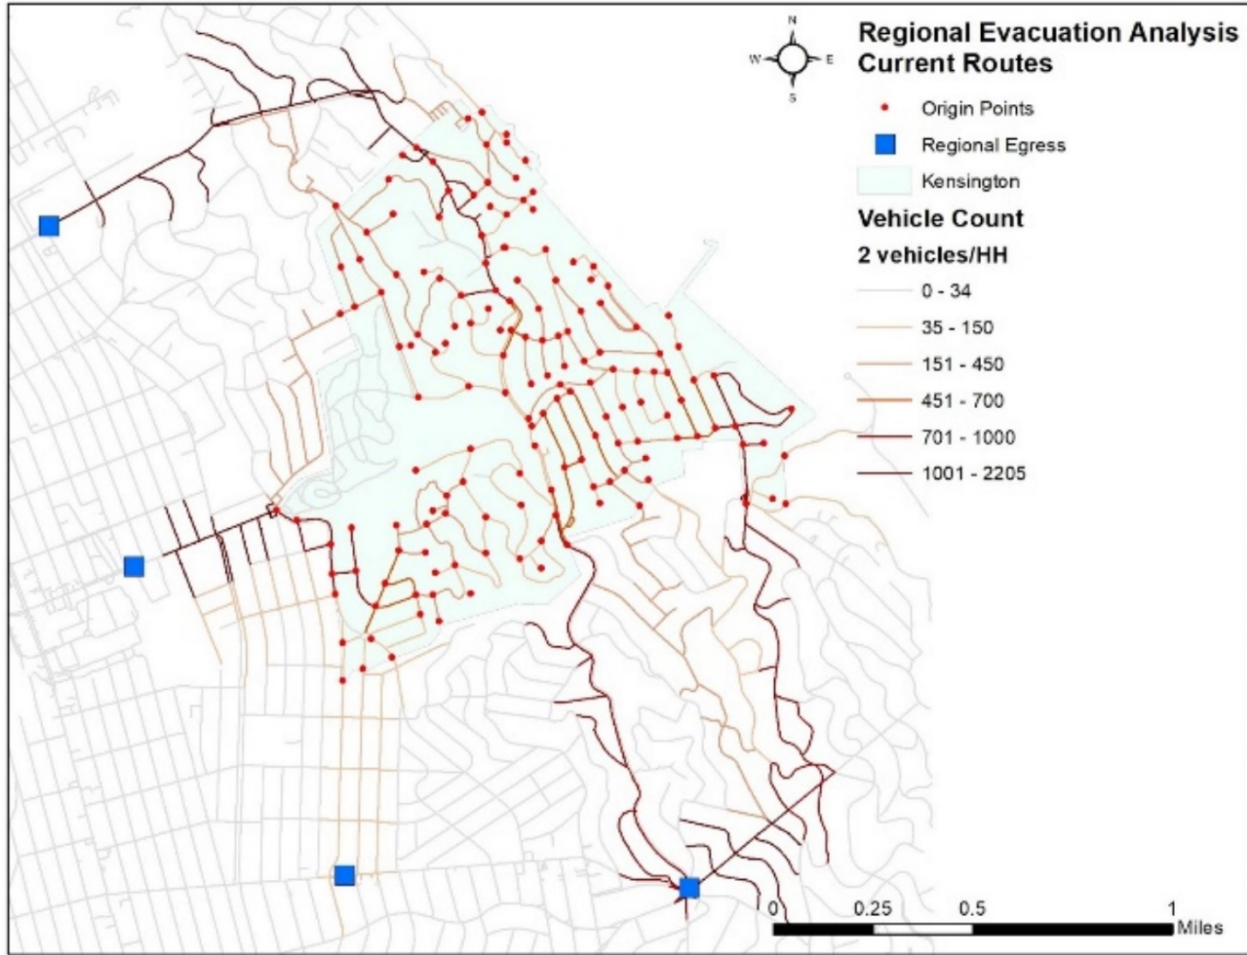 N
W E
S
Regional Evacuation Analysis
Current Routes
Origin Points
Regional Egress
Kensington
Vehicle Count
2 vehicles/HH
0 - 34
35 - 150
151 - 450
451 - 700
701 - 1000
1001 - 2205
0 0.25 0.5 1
Miles